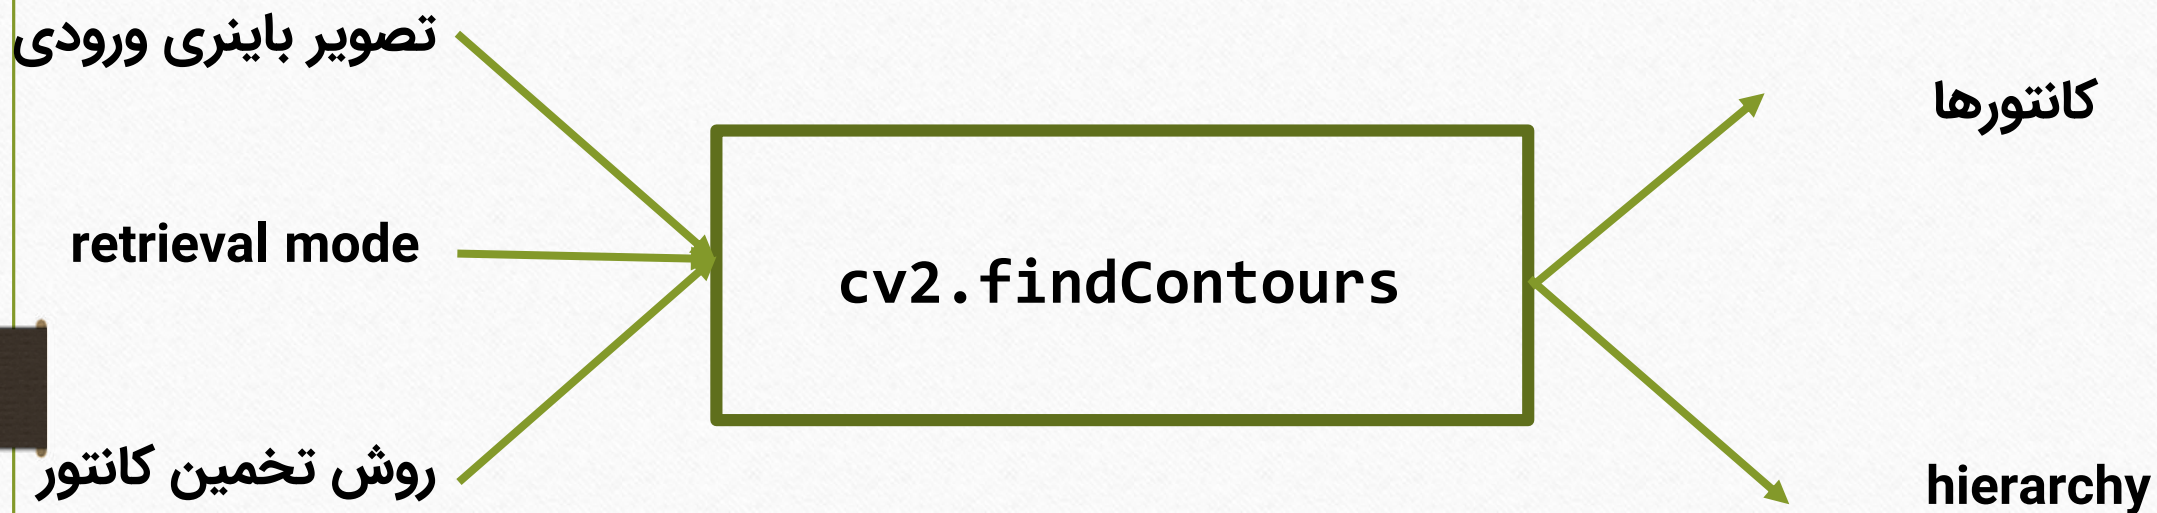 تصویر باینری ورودی
retrieval mode
روش تخمین کانتور
cv2.findContours
کانتورها
hierarchy